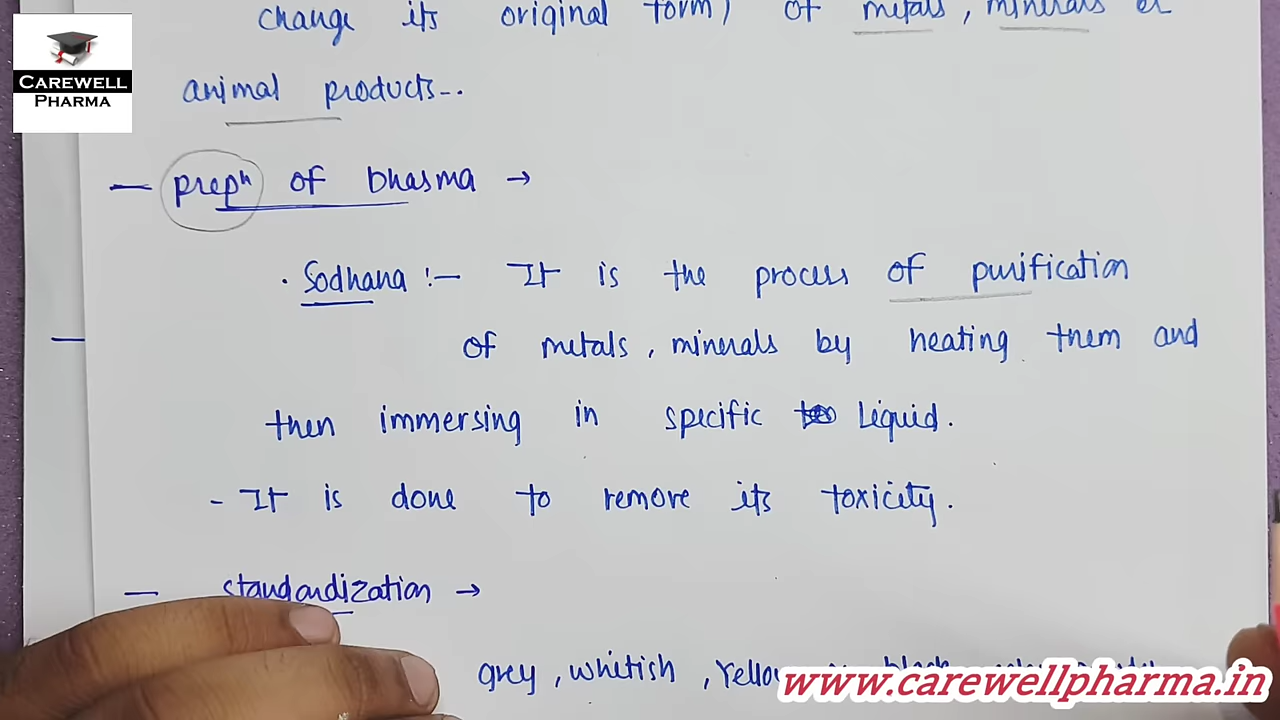 change its original form) of metals, minerals or
CAREWELL
PHARMA
animal products-.
— prepⁿ of bhasma →
· Sodhana :- It is the process of purification
of metals, minerals by heating them and
then immersing in specific Liquid.
- It is done to remove its toxicity.
— standardization →
grey, whitish, Yellow black
www.carewellpharma.in